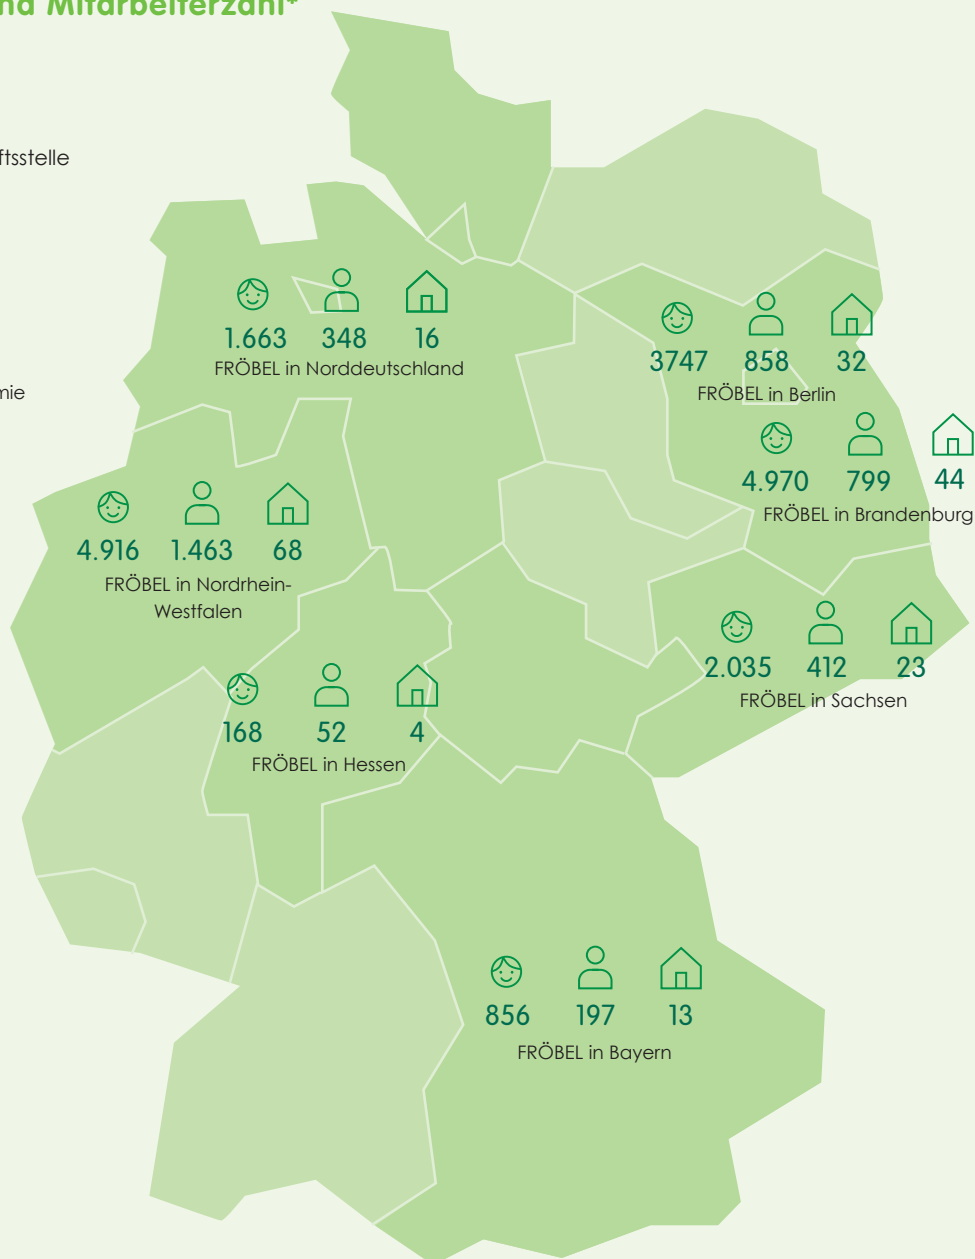 nd Mitarbeiterzahl*
ftsstelle
mie
1.663 348 16
FRÖBEL in Norddeutschland
3747 858 32
FRÖBEL in Berlin
4.970 799 44
FRÖBEL in Brandenburg
4.916 1.463 68
FRÖBEL in Nordrhein-
Westfalen
2.035 412 23
FRÖBEL in Sachsen
168 52 4
FRÖBEL in Hessen
856 197 13
FRÖBEL in Bayern